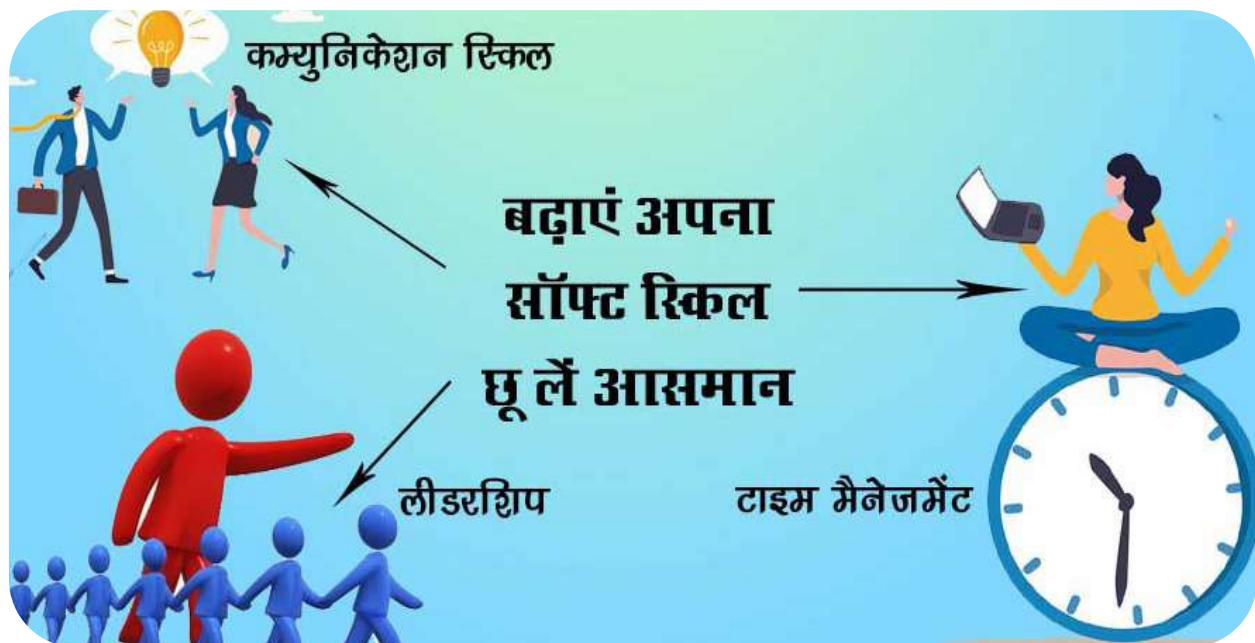 कम्युनिकेशन स्किल
बढ़ाएं अपना
सॉफ्ट स्किल
छू लें आसमान
लीडरशिप
टाइम मैनेजमेंट